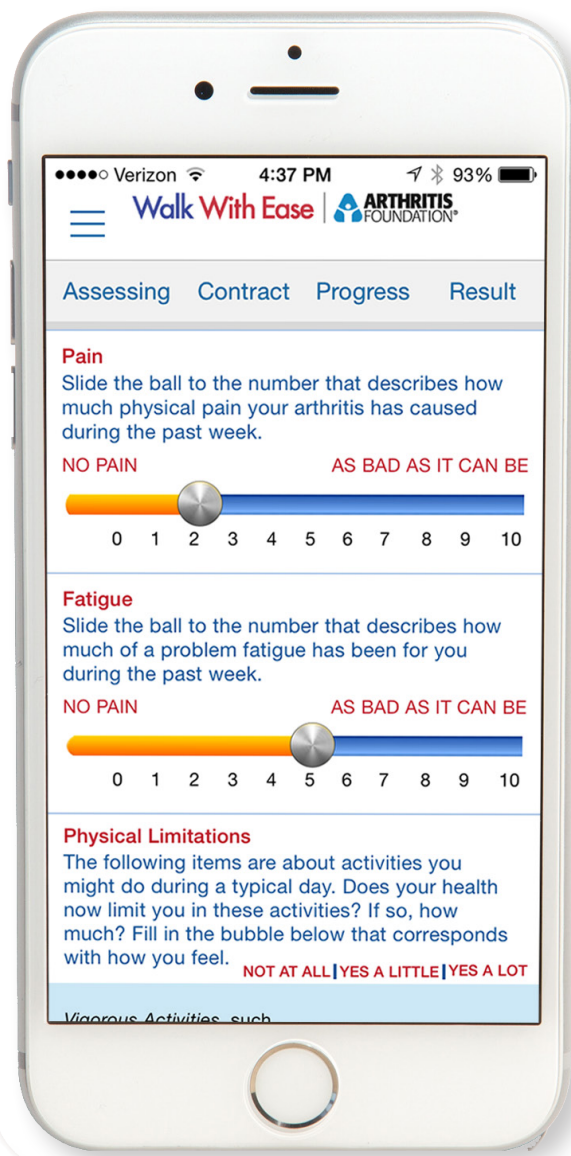 Verizon 4:37 PM 93%
Walk With Ease | ARTHRITIS FOUNDATION®
Assessing Contract Progress Result
Pain
Slide the ball to the number that describes how
much physical pain your arthritis has caused
during the past week.
NO PAIN AS BAD AS IT CAN BE
0 1 2 3 4 5 6 7 8 9 10
Fatigue
Slide the ball to the number that describes how
much of a problem fatigue has been for you
during the past week.
NO PAIN AS BAD AS IT CAN BE
0 1 2 3 4 5 6 7 8 9 10
Physical Limitations
The following items are about activities you
might do during a typical day. Does your health
now limit you in these activities? If so, how
much? Fill in the bubble below that corresponds
with how you feel.
NOT AT ALL|YES A LITTLE|YES A LOT
Vigorous Activities, such